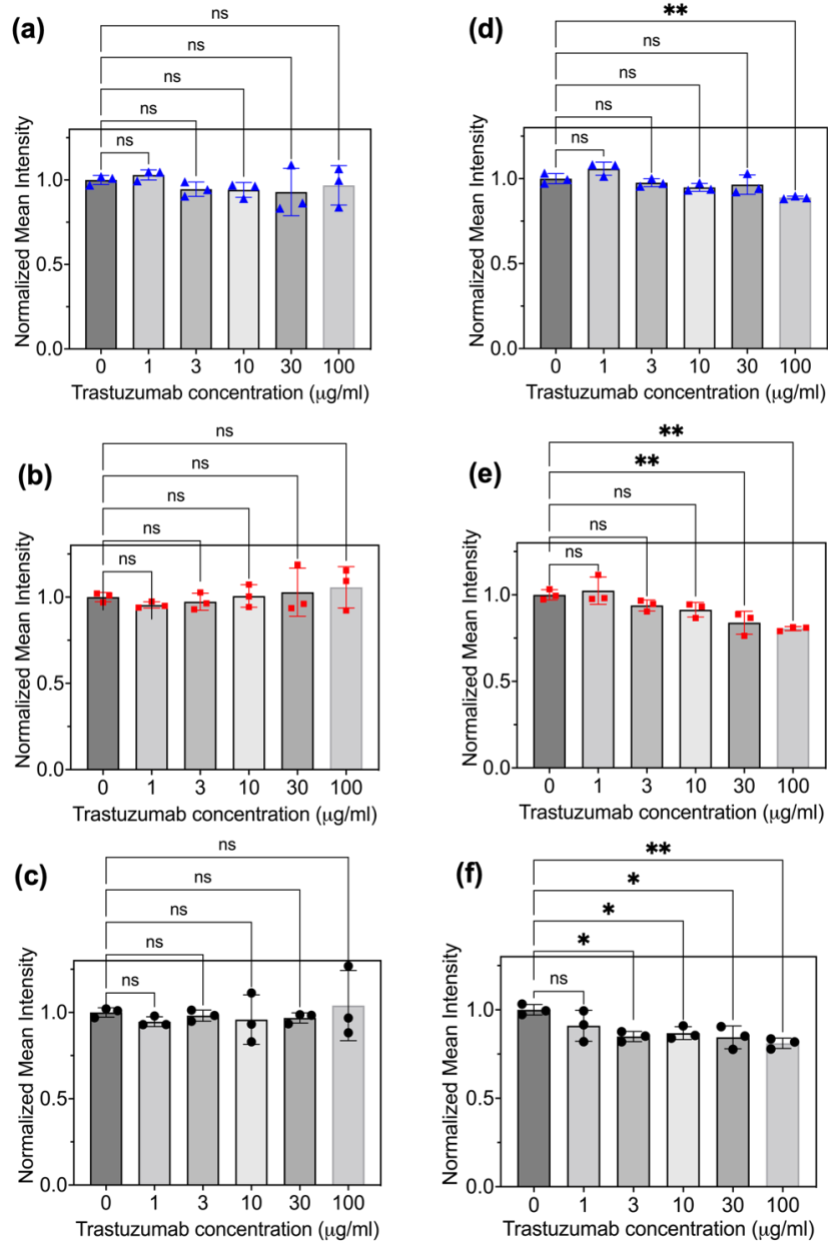 (a)
ns
ns
ns
ns
ns
Normalized Mean Intensity
1.0
0.5
0.0
0 1 3 10 30 100
Trastuzumab concentration (μg/ml)
(d)
**
ns
ns
ns
ns
Normalized Mean Intensity
1.0
0.5
0.0
0 1 3 10 30 100
Trastuzumab concentration (μg/ml)
(b)
ns
ns
ns
ns
ns
Normalized Mean Intensity
1.0
0.5
0.0
0 1 3 10 30 100
Trastuzumab concentration (μg/ml)
(e)
**
**
ns
ns
ns
Normalized Mean Intensity
1.0
0.5
0.0
0 1 3 10 30 100
Trastuzumab concentration (μg/ml)
(c)
ns
ns
ns
ns
ns
Normalized Mean Intensity
1.0
0.5
0.0
0 1 3 10 30 100
Trastuzumab concentration (μg/ml)
(f)
**
*
*
*
ns
Normalized Mean Intensity
1.0
0.5
0.0
0 1 3 10 30 100
Trastuzumab concentration (μg/ml)